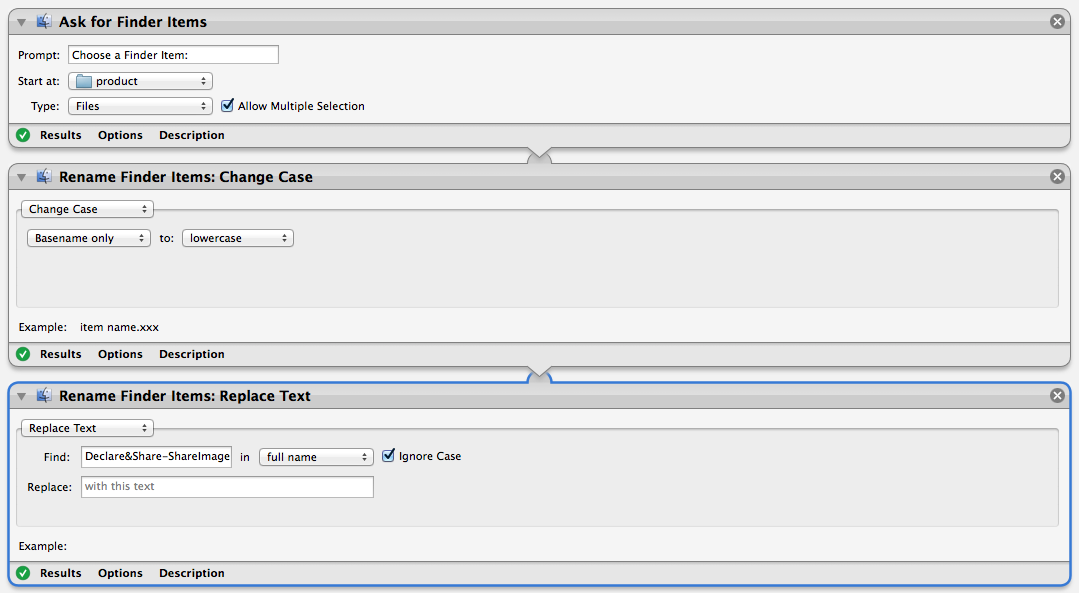 Ask for Finder Items
Prompt: Choose a Finder Item:
Start at: product
Type: Files Allow Multiple Selection
Results Options Description
Rename Finder Items: Change Case
Change Case
Basename only to: lowercase
Example: item name.xxx
Results Options Description
Rename Finder Items: Replace Text
Replace Text
Find: Declare&Share-ShareImage in full name Ignore Case
Replace: with this text
Example:
Results Options Description